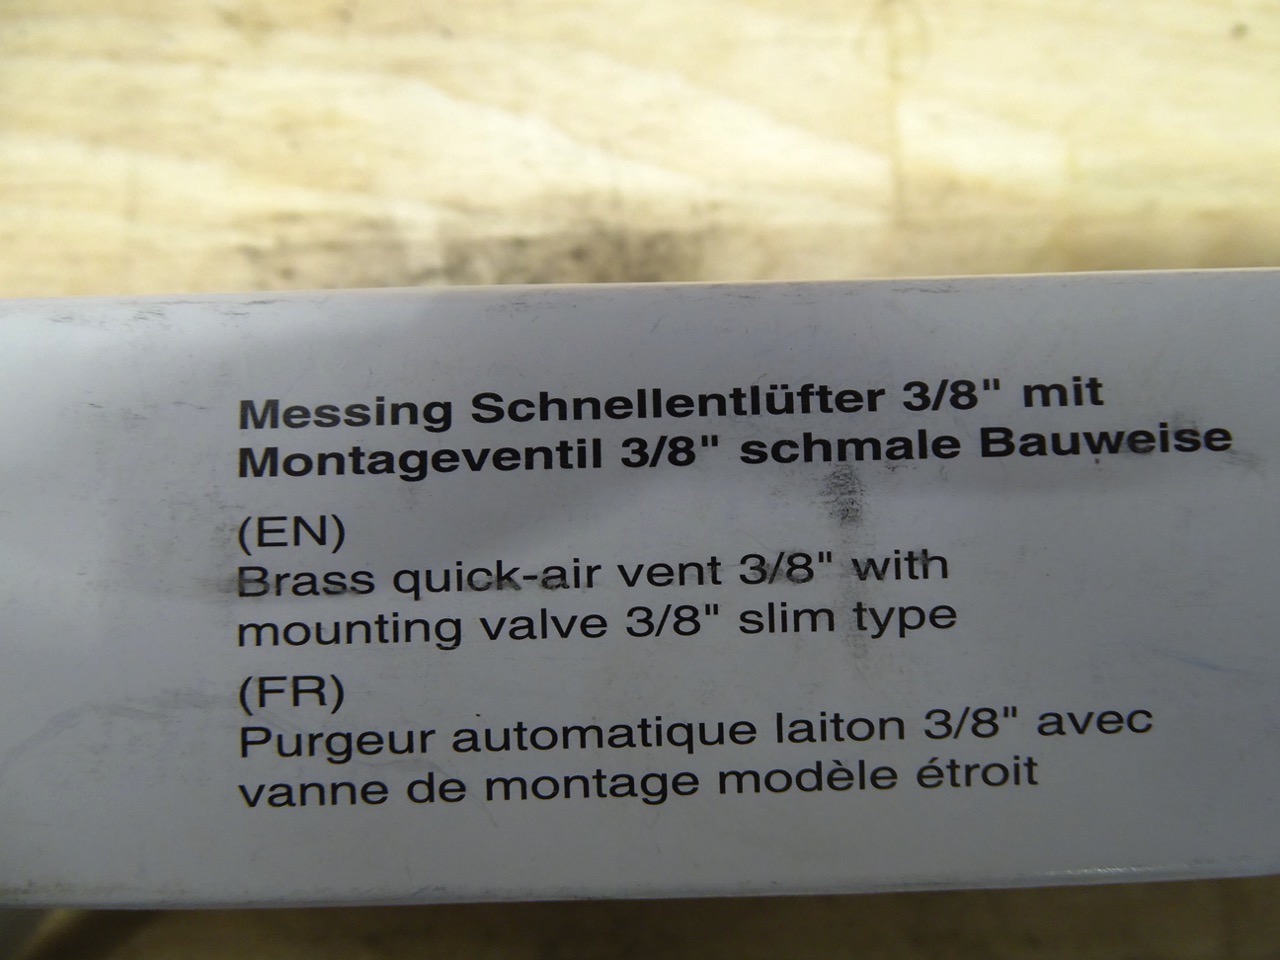 Messing Schnellentlüfter 3/8" mit
Montageventil 3/8" schmale Bauweise
(EN)
Brass quick-air vent 3/8" with
mounting valve 3/8" slim type
(FR)
Purgeur automatique laiton 3/8" avec
vanne de montage modèle étroit